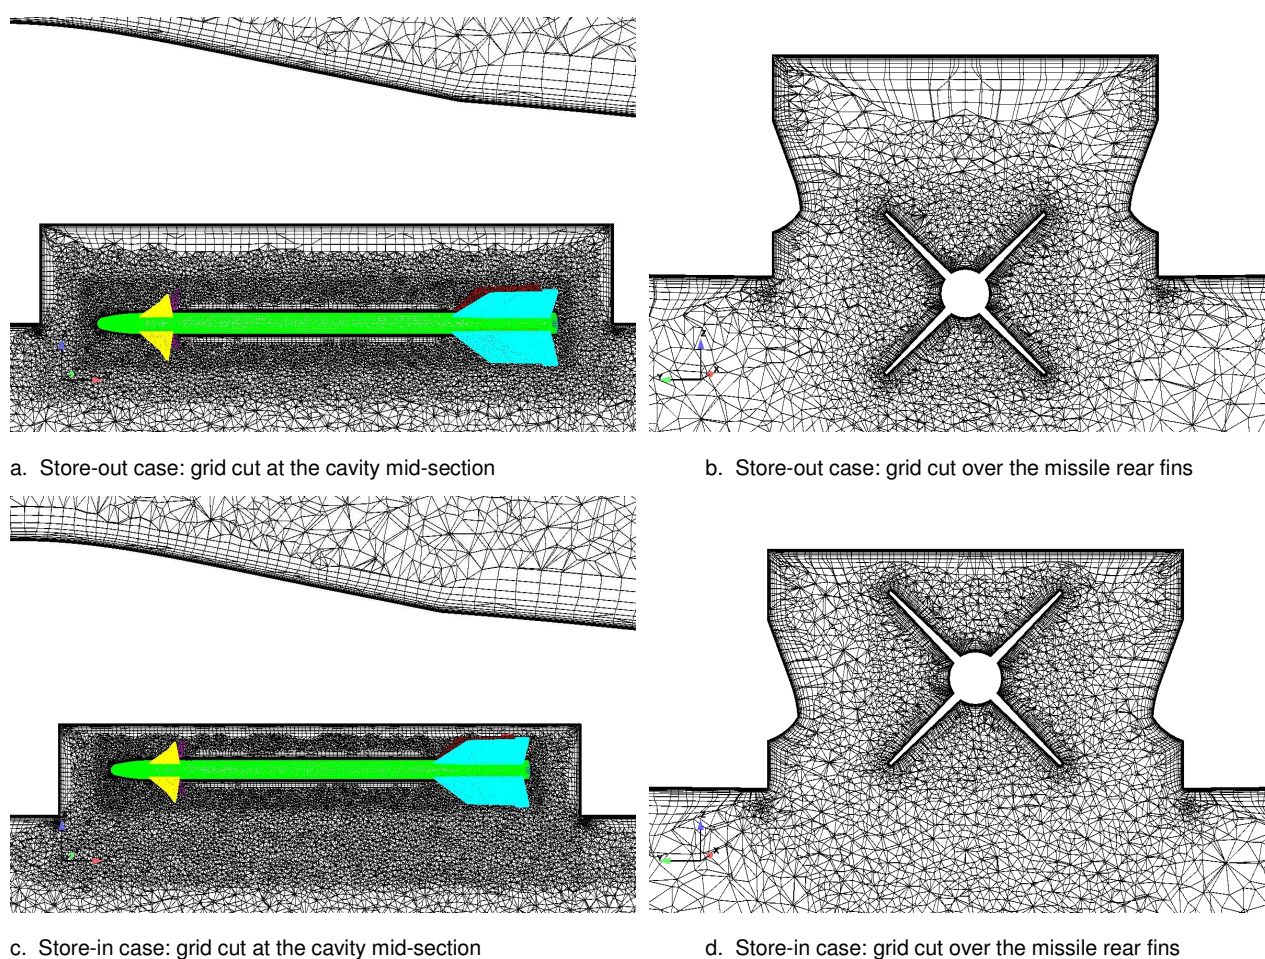 a. Store-out case: grid cut at the cavity mid-section
b. Store-out case: grid cut over the missile rear fins
c. Store-in case: grid cut at the cavity mid-section
d. Store-in case: grid cut over the missile rear fins